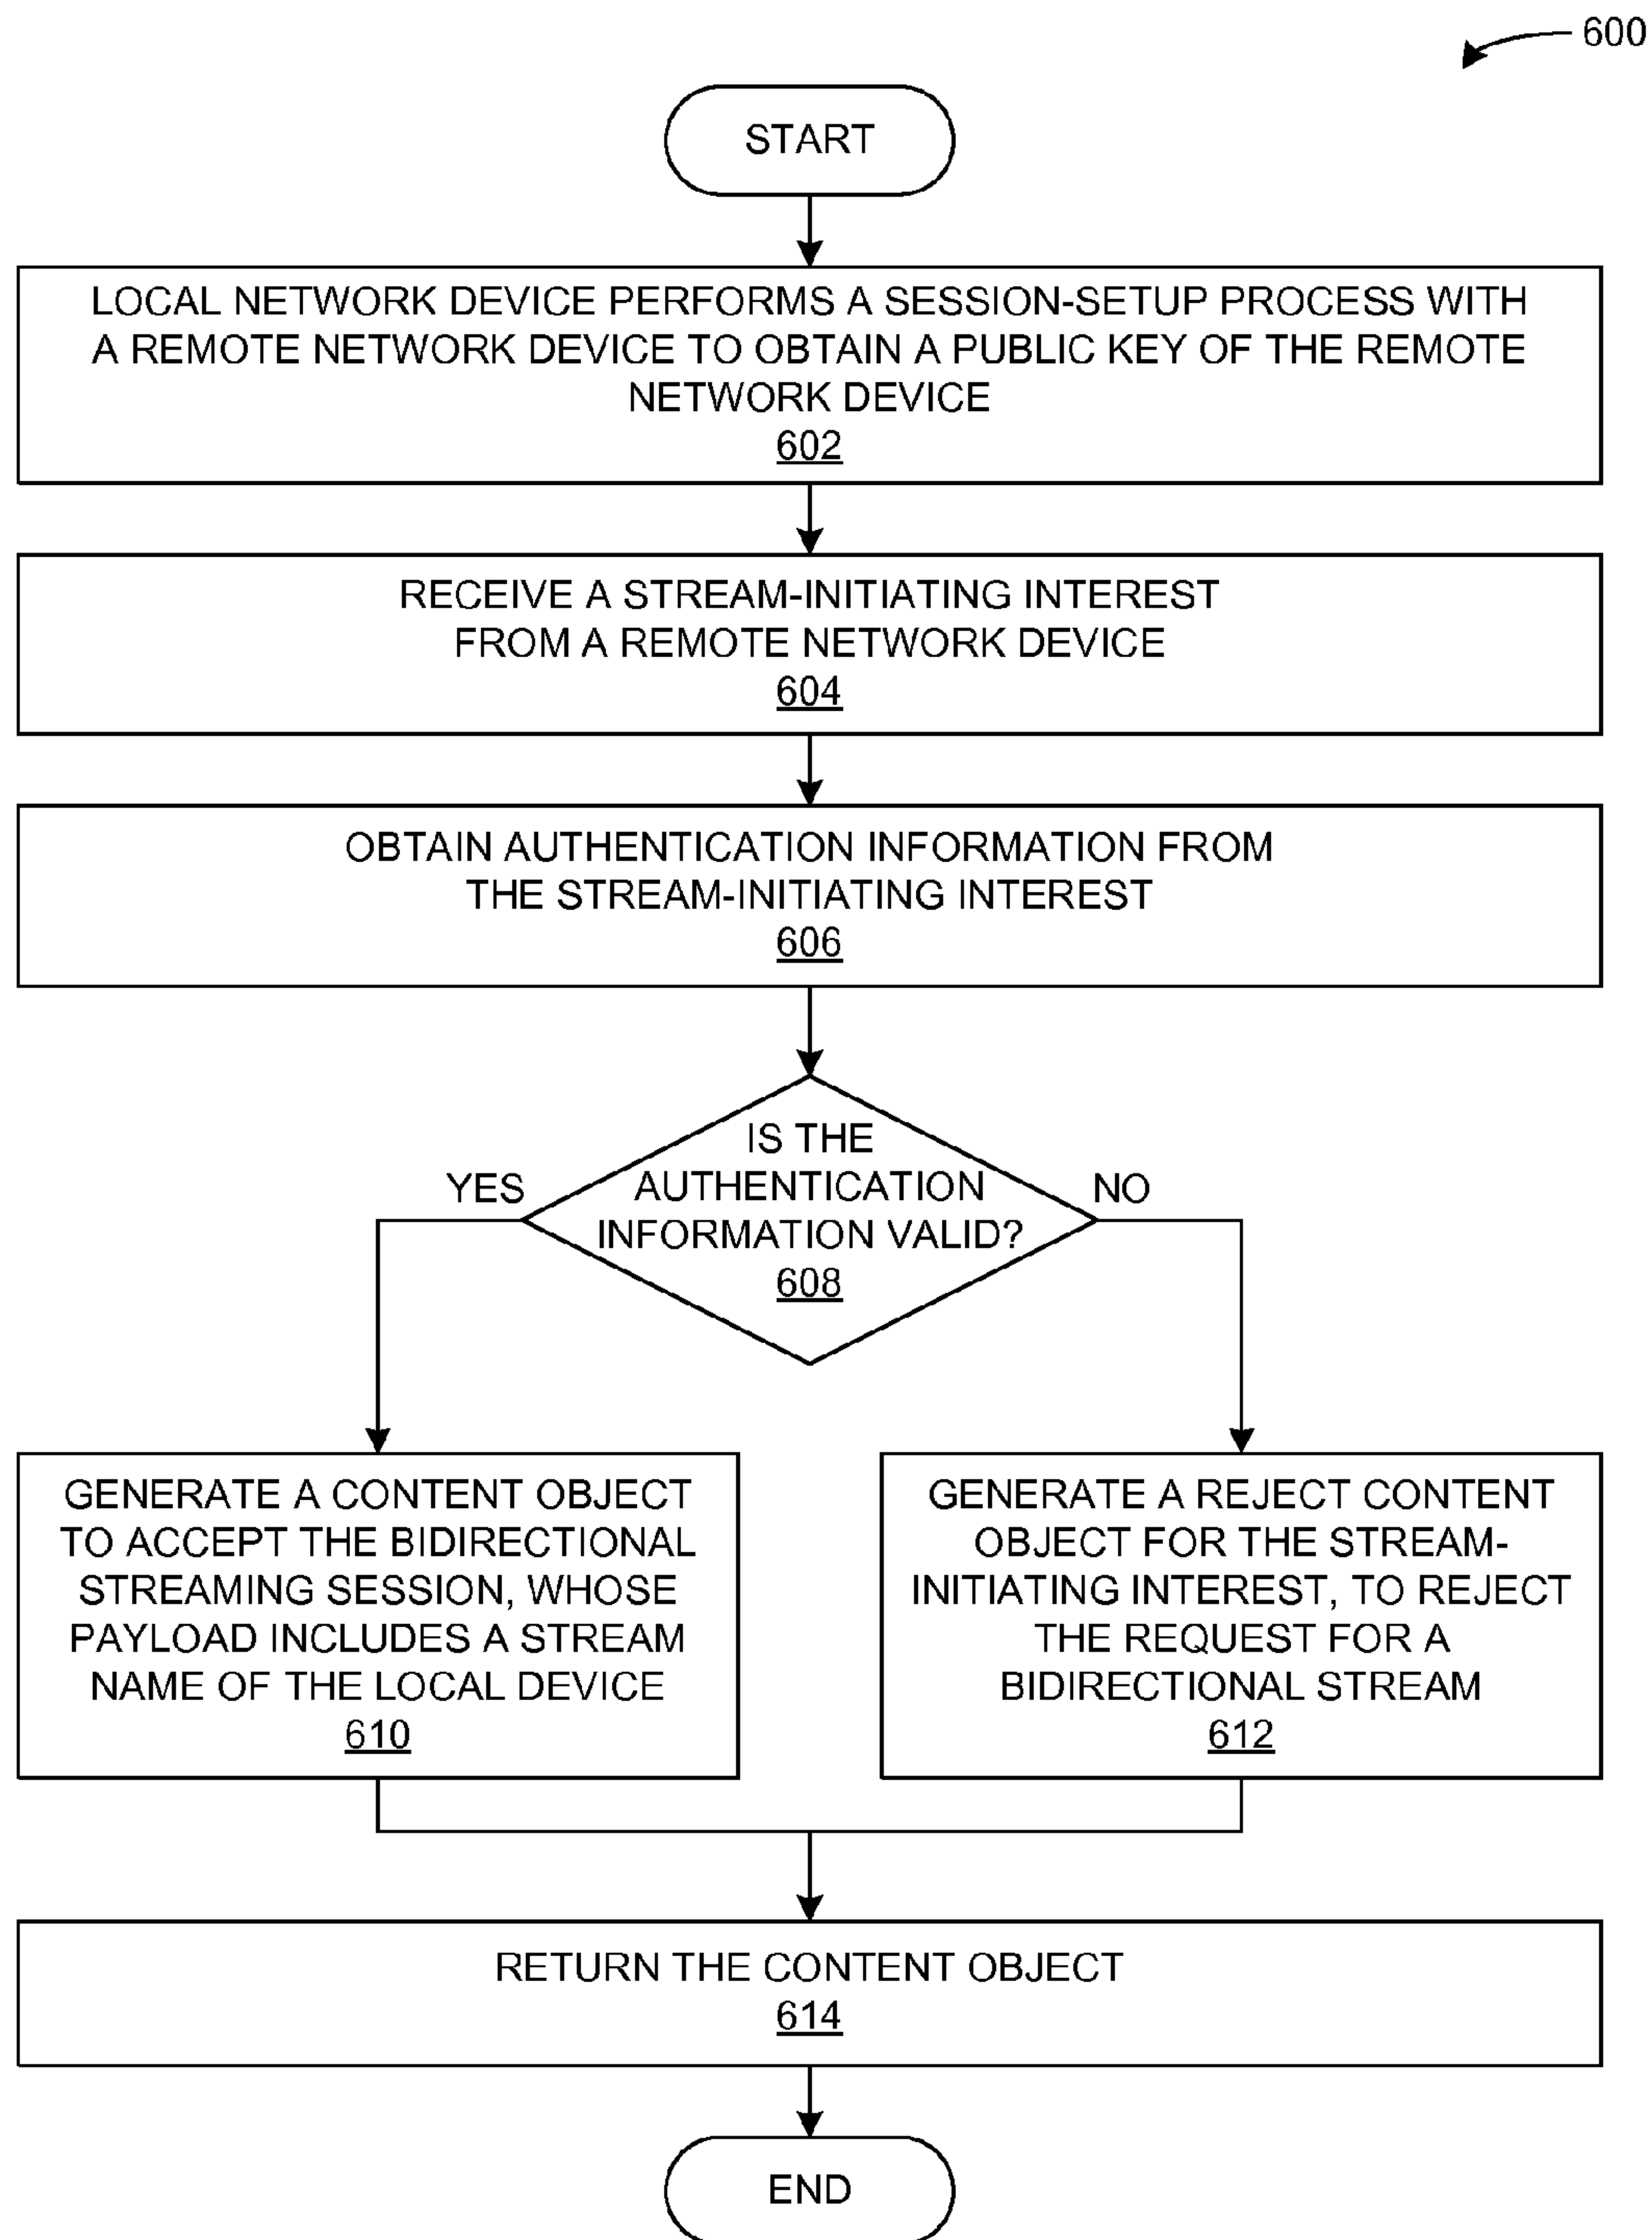 600
START
LOCAL NETWORK DEVICE PERFORMS A SESSION-SETUP PROCESS WITH
A REMOTE NETWORK DEVICE TO OBTAIN A PUBLIC KEY OF THE REMOTE
NETWORK DEVICE
602
RECEIVE A STREAM-INITIATING INTEREST
FROM A REMOTE NETWORK DEVICE
604
OBTAIN AUTHENTICATION INFORMATION FROM
THE STREAM-INITIATING INTEREST
606
IS THE
AUTHENTICATION
INFORMATION VALID?
608
YES
NO
GENERATE A CONTENT OBJECT
TO ACCEPT THE BIDIRECTIONAL
STREAMING SESSION, WHOSE
PAYLOAD INCLUDES A STREAM
NAME OF THE LOCAL DEVICE
610
GENERATE A REJECT CONTENT
OBJECT FOR THE STREAM-
INITIATING INTEREST, TO REJECT
THE REQUEST FOR A
BIDIRECTIONAL STREAM
612
RETURN THE CONTENT OBJECT
614
END